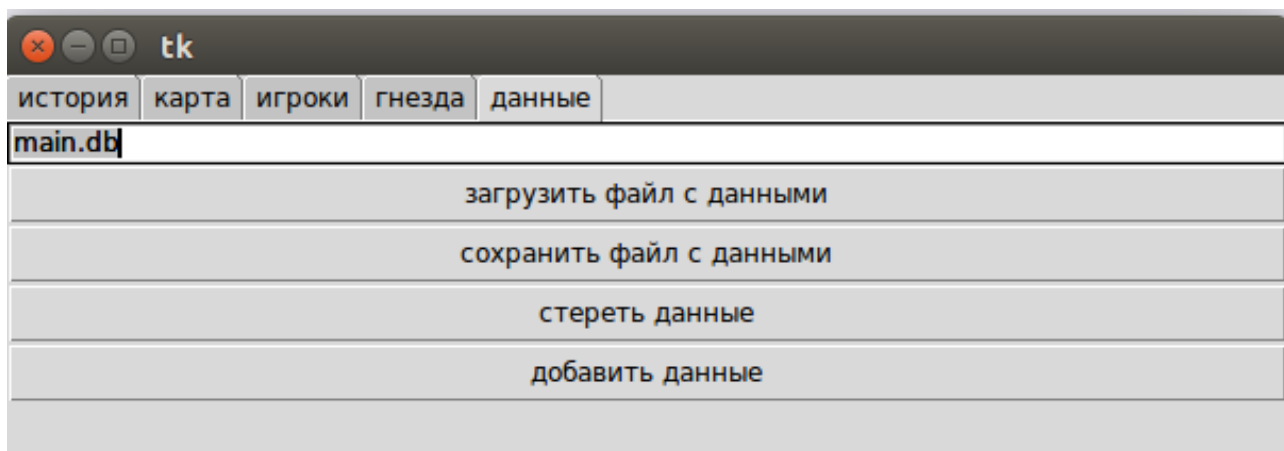 tk
история карта игроки гнезда данные
main.db
загрузить файл с данными
сохранить файл с данными
стереть данные
добавить данные